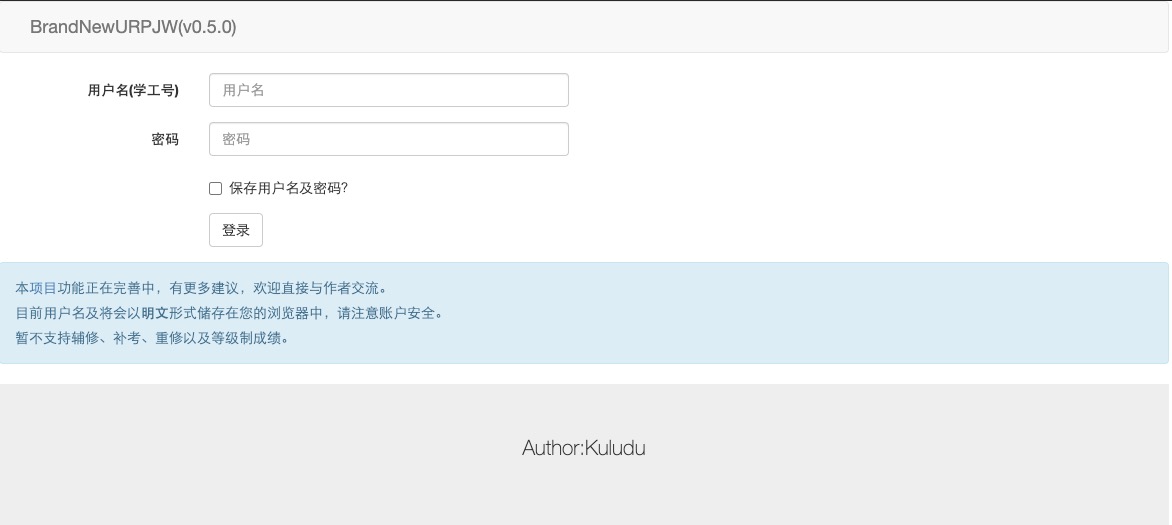 BrandNewURPJW(v0.5.0)
用户名(学工号) 用户名
密码 密码
保存用户名及密码?
登录
本项目功能正在完善中，有更多建议，欢迎直接与作者交流。
目前用户名及将会以明文形式储存在您的浏览器中，请注意账户安全。
暂不支持辅修、补考、重修以及等级制成绩。
Author:Kuludu